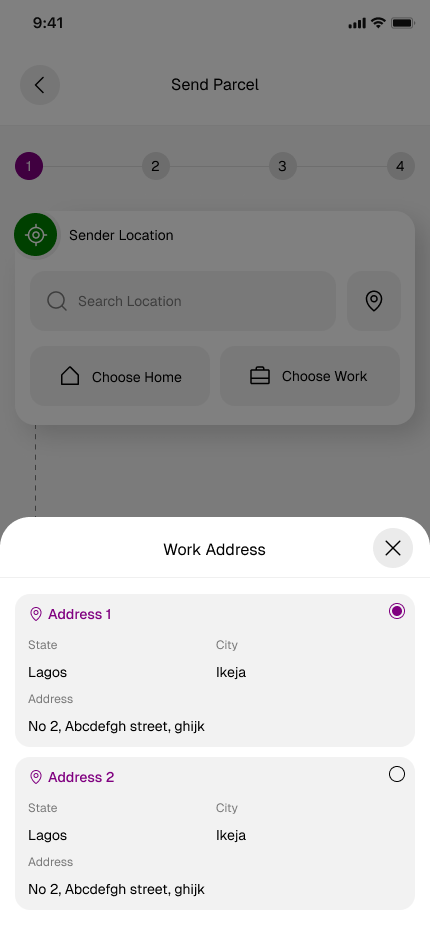 9:41
Send Parcel
1 2 3 4
Sender Location
Search Location
Choose Home Choose Work
Work Address
Address 1
State City
Lagos Ikeja
Address
No 2, Abcdefgh street, ghijk
Address 2
State City
Lagos Ikeja
Address
No 2, Abcdefgh street, ghijk